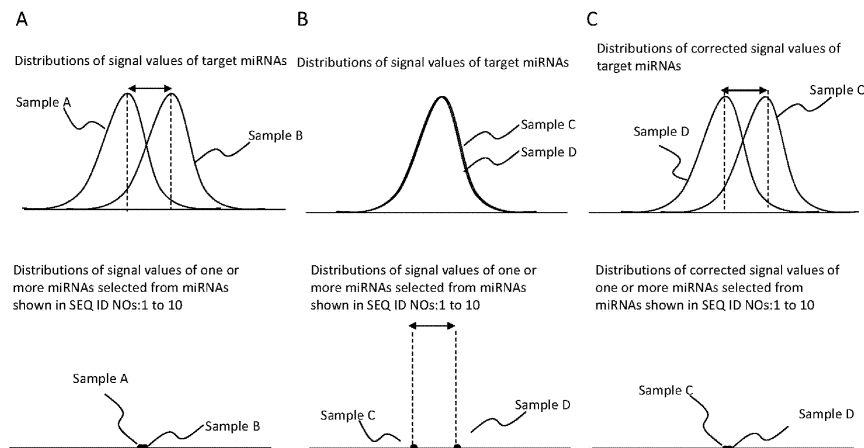 A
Distributions of signal values of target miRNAs
Sample A
Sample B
Distributions of signal values of one or
more miRNAs selected from miRNAs
shown in SEQ ID NOs:1 to 10
Sample A
Sample B
B
Distributions of signal values of target miRNAs
Sample C
Sample D
Distributions of signal values of one or
more miRNAs selected from miRNAs
shown in SEQ ID NOs:1 to 10
Sample C
Sample D
C
Distributions of corrected signal values of
target miRNAs
Sample C
Sample D
Distributions of corrected signal values of
one or more miRNAs selected from
miRNAs shown in SEQ ID NOs:1 to 10
Sample C
Sample D